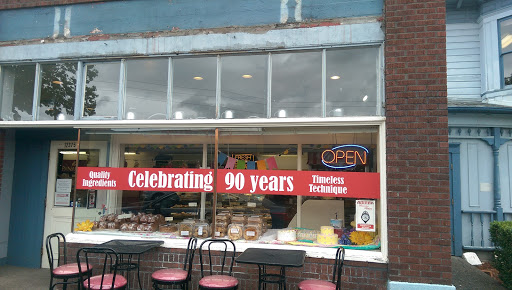 OPEN
Quality
Ingredients
Celebrating 90 years
Timeless
Technique